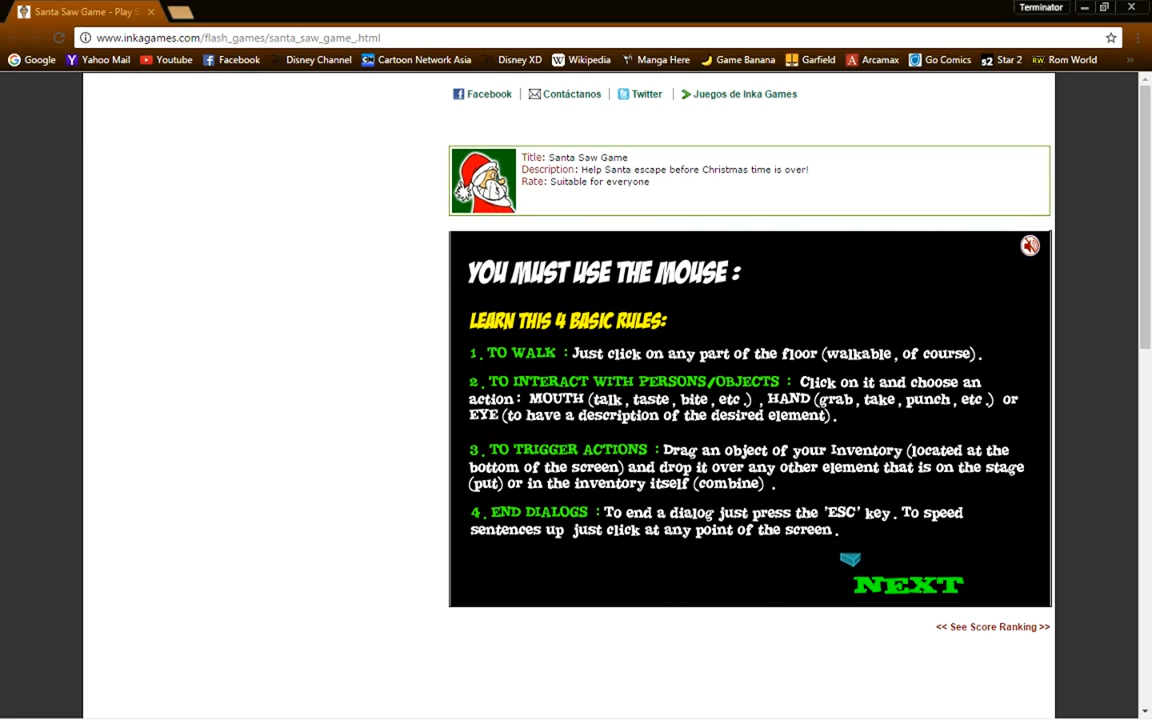 Santa Saw Game - Play S
Terminator
www.inkagames.com/flash_games/santa_saw_game_.html
Google Yahoo Mail Youtube Facebook Disney Channel Cartoon Network Asia Disney XD Wikipedia Manga Here Game Banana Garfield Arcamax Go Comics Star 2 Rom World
Facebook | Contáctanos | Twitter | Juegos de Inka Games
Title: Santa Saw Game
Description: Help Santa escape before Christmas time is over!
Rate: Suitable for everyone
YOU MUST USE THE MOUSE :
LEARN THIS 4 BASIC RULES:
1. TO WALK : Just click on any part of the floor (walkable, of course).
2. TO INTERACT WITH PERSONS/OBJECTS : Click on it and choose an
action: MOUTH (talk, taste, bite, etc.) , HAND (grab, take, punch, etc.) or
EYE (to have a description of the desired element).
3. TO TRIGGER ACTIONS : Drag an object of your Inventory (located at the
bottom of the screen) and drop it over any other element that is on the stage
(put) or in the inventory itself (combine) .
4. END DIALOGS : To end a dialog just press the 'ESC' key. To speed
sentences up just click at any point of the screen.
NEXT
<< See Score Ranking >>